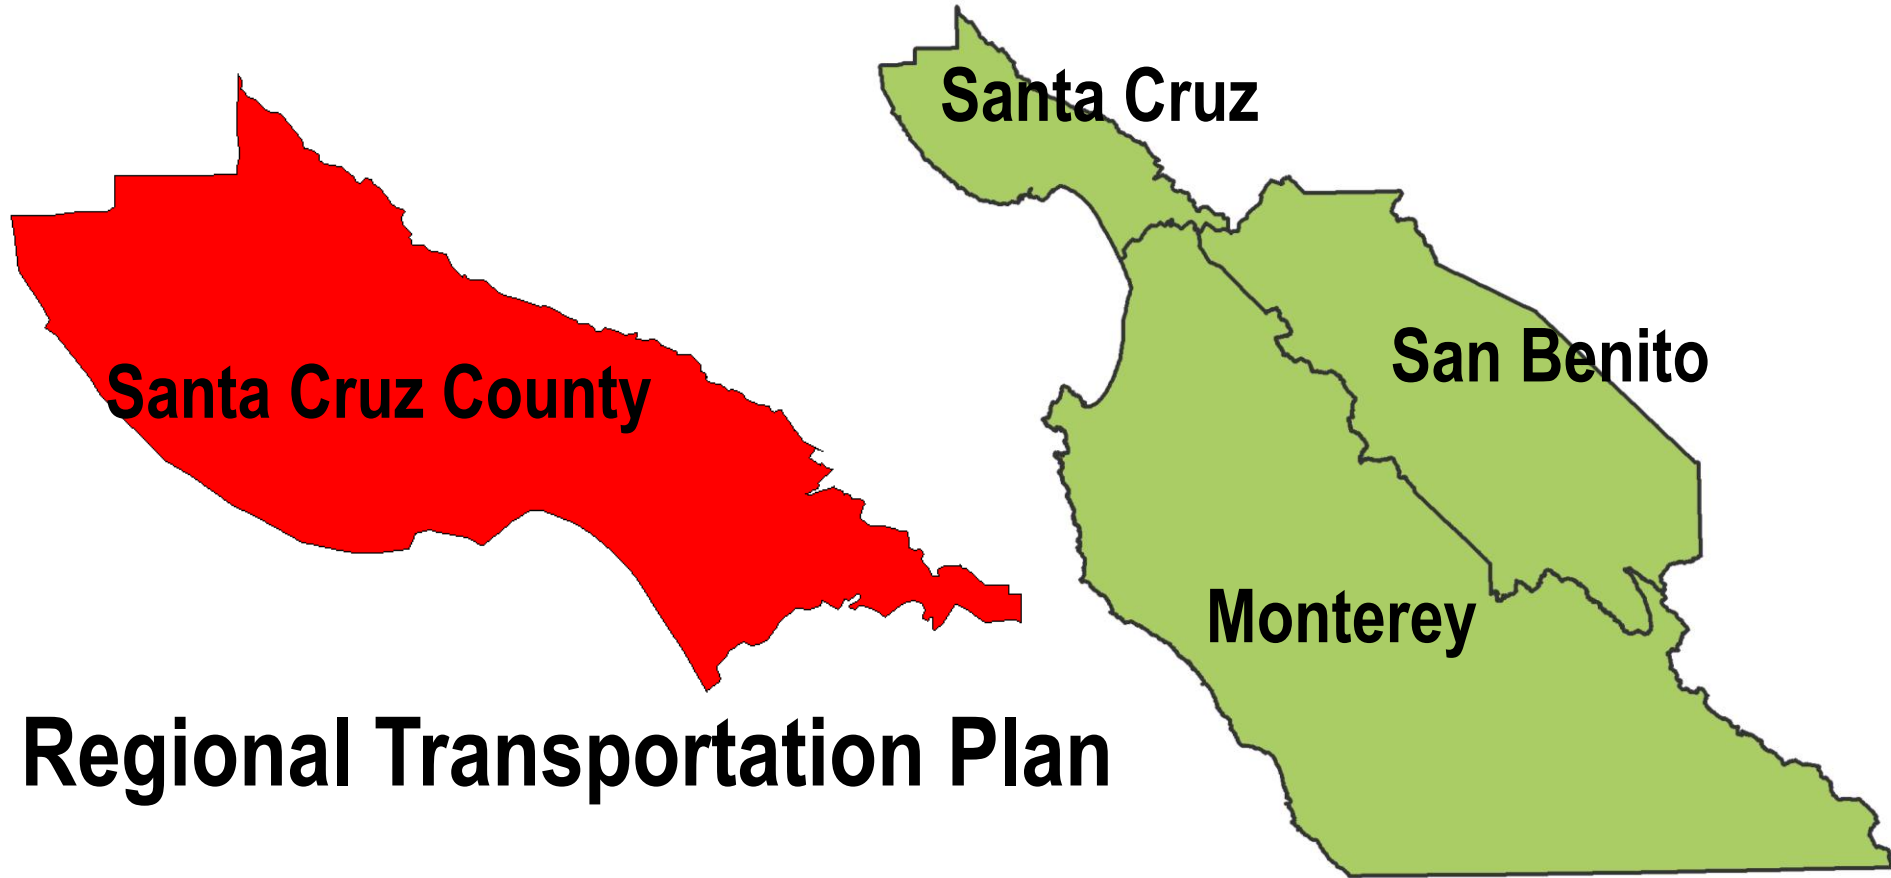 Santa Cruz
San Benito
Santa Cruz County
Monterey
Regional Transportation Plan